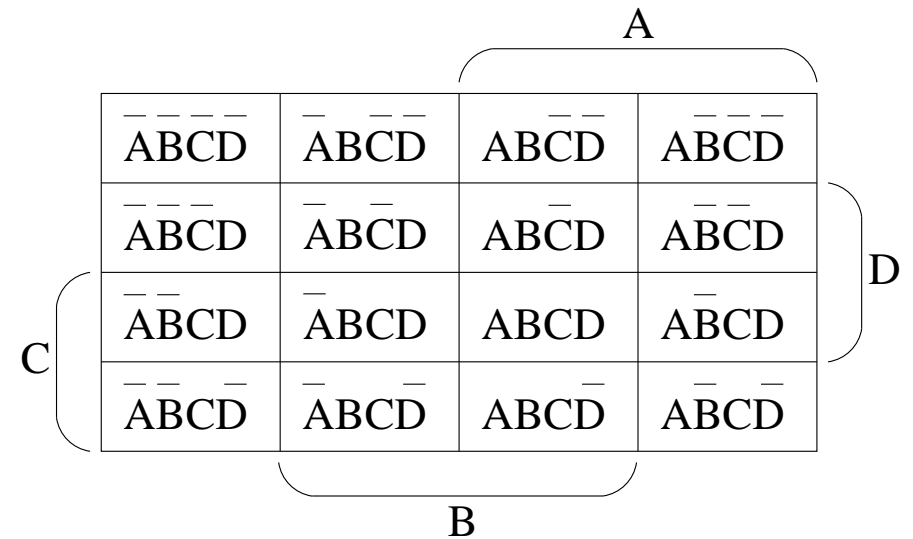 A
A̅B̅C̅D̅ A̅BC̅D̅ ABC̅D̅ AB̅C̅D̅
A̅B̅C̅D A̅BC̅D ABC̅D AB̅C̅D
D
A̅B̅CD A̅BCD ABCD AB̅CD
C
A̅B̅CD̅ A̅BCD̅ ABCD̅ AB̅CD̅
B